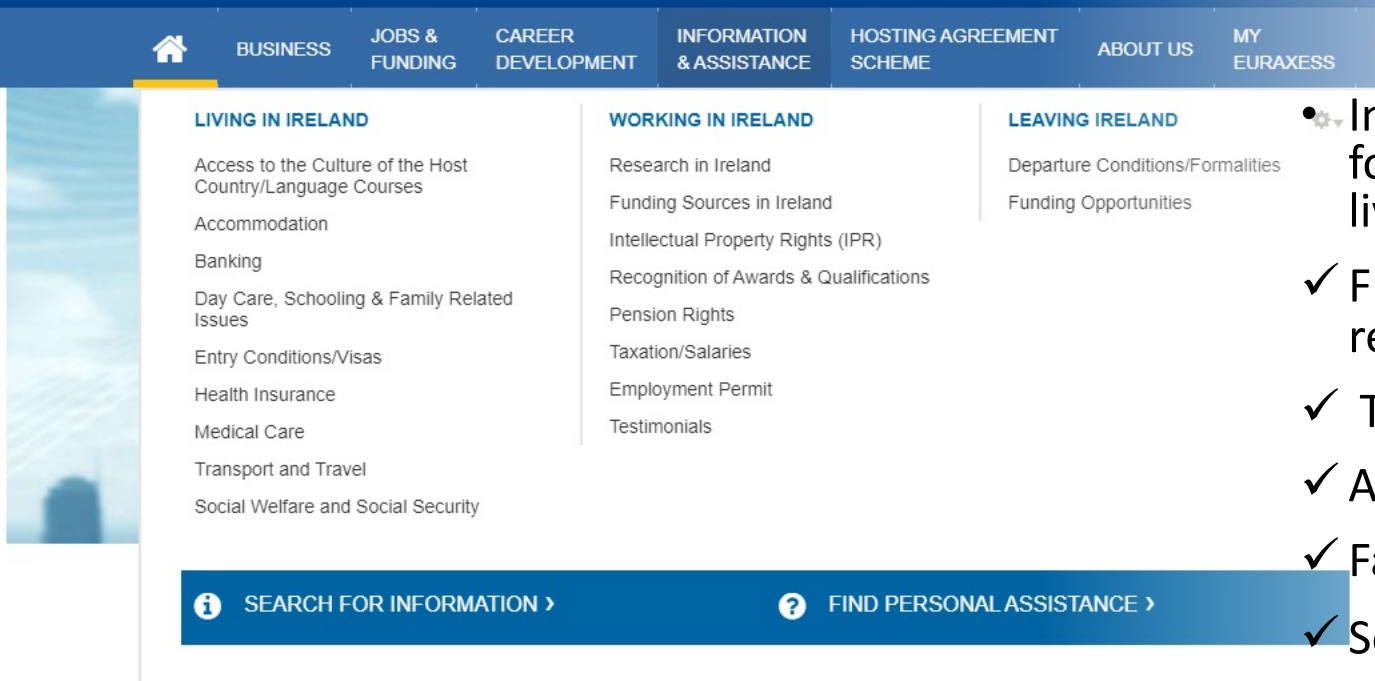 BUSINESS
JOBS &
FUNDING
CAREER
DEVELOPMENT
INFORMATION
& ASSISTANCE
HOSTING AGREEMENT
SCHEME
ABOUT US
MY
EURAXESS
LIVING IN IRELAND
Access to the Culture of the Host
Country/Language Courses
Accommodation
Banking
Day Care, Schooling & Family Related
Issues
Entry Conditions/Visas
Health Insurance
Medical Care
Transport and Travel
Social Welfare and Social Security
WORKING IN IRELAND
Research in Ireland
Funding Sources in Ireland
Intellectual Property Rights (IPR)
Recognition of Awards & Qualifications
Pension Rights
Taxation/Salaries
Employment Permit
Testimonials
LEAVING IRELAND
Departure Conditions/Formalities
Funding Opportunities
SEARCH FOR INFORMATION ›
FIND PERSONAL ASSISTANCE ›